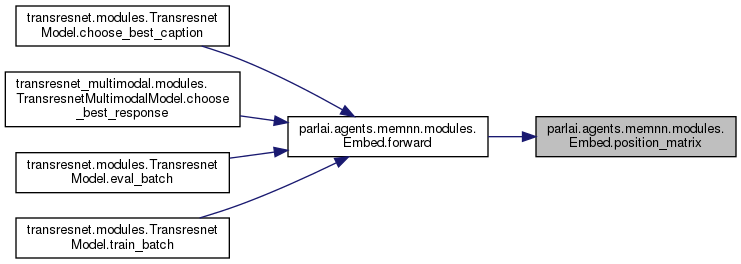 transresnet.modules.Transresnet
Model.choose_best_caption
transresnet_multimodal.modules.
TransresnetMultimodalModel.choose
_best_response
transresnet.modules.Transresnet
Model.eval_batch
transresnet.modules.Transresnet
Model.train_batch
parlai.agents.memnn.modules.
Embed.forward
parlai.agents.memnn.modules.
Embed.position_matrix